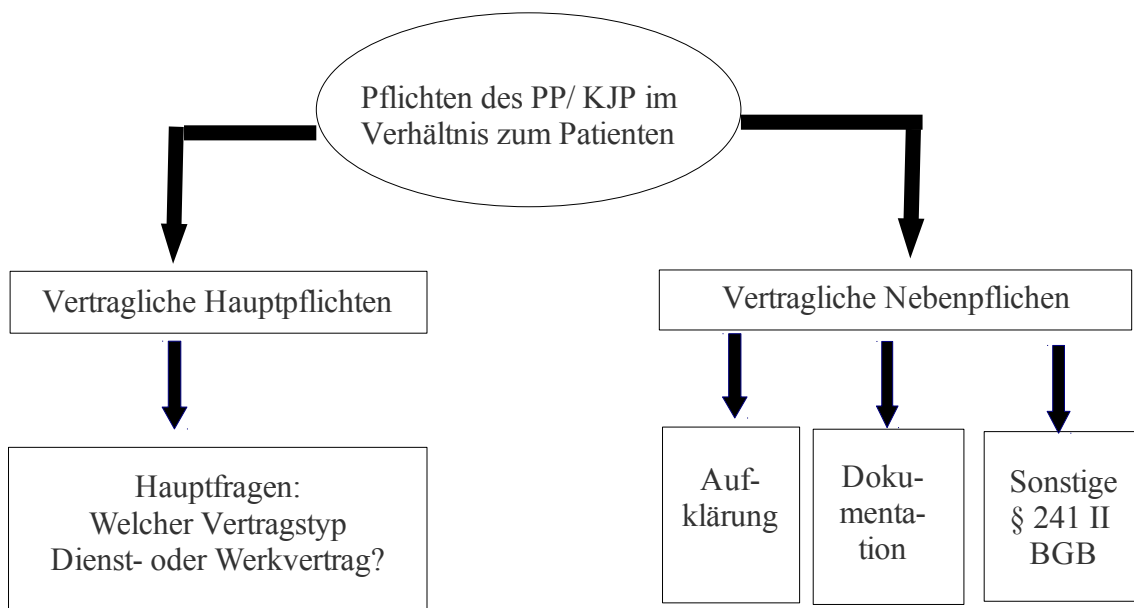 Pflichten des PP/ KJP im
Verhältnis zum Patienten
Vertragliche Hauptpflichten
Vertragliche Nebenpflichen
Hauptfragen:
Welcher Vertragstyp
Dienst- oder Werkvertrag?
Auf-
klärung
Doku-
menta-
tion
Sonstige
§ 241 II
BGB